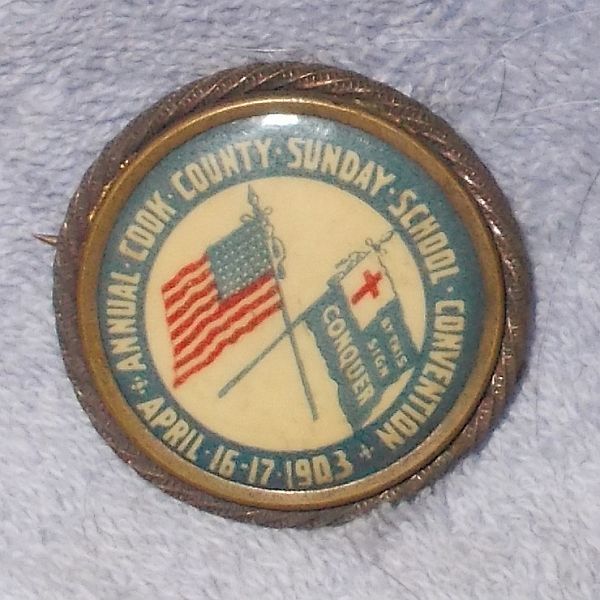 ANNUAL · COOK · COUNTY · SUNDAY · SCHOOL · CONVENTION
+ APRIL · 16-17 · 1903 +
BY THIS
SIGN
CONQUER